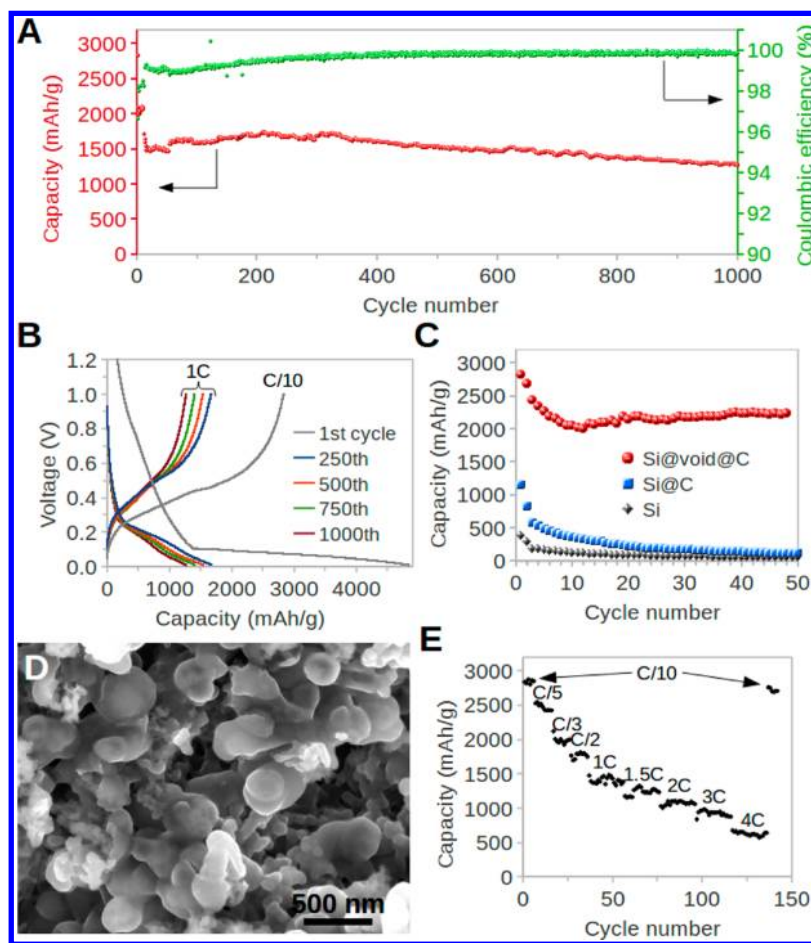 A
3000
2500
2000
1500
1000
500
0
Capacity (mAh/g)
100
98
96
94
92
90
Coulombic efficiency (%)
0 200 400 600 800 1000
Cycle number
B
1.2
1.0
0.8
0.6
0.4
0.2
0.0
Voltage (V)
1C
C/10
1st cycle
250th
500th
750th
1000th
0 1000 2000 3000 4000
Capacity (mAh/g)
C
3000
2500
2000
1500
1000
500
0
Capacity (mAh/g)
Si@void@C
Si@C
Si
0 10 20 30 40 50
Cycle number
D
500 nm
E
3000
2500
2000
1500
1000
500
0
Capacity (mAh/g)
C/10
C/5
C/3
C/2
1C
1.5C
2C
3C
4C
0 50 100 150
Cycle number